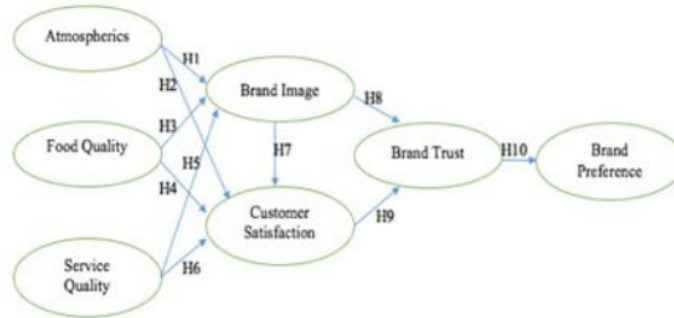 Atmospherics
H1
H2
Brand Image
H8
H3
Food Quality
H5
H7
Brand Trust
H10
Brand
Preference
H4
Customer
Satisfaction
H9
Service
Quality
H6